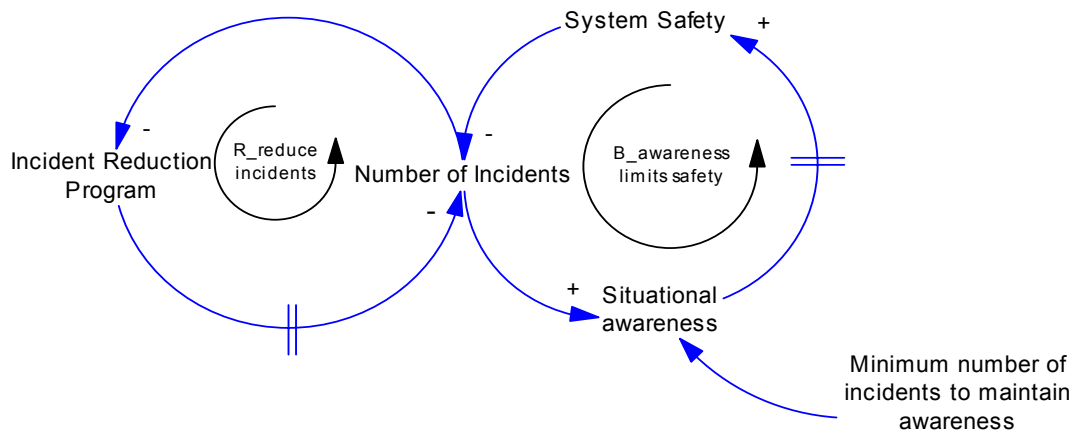 System Safety
+
-
R_reduce
incidents
-
B_awareness
limits safety
Incident Reduction
Program
Number of Incidents
-
+
Situational
awareness
Minimum number of
incidents to maintain
awareness